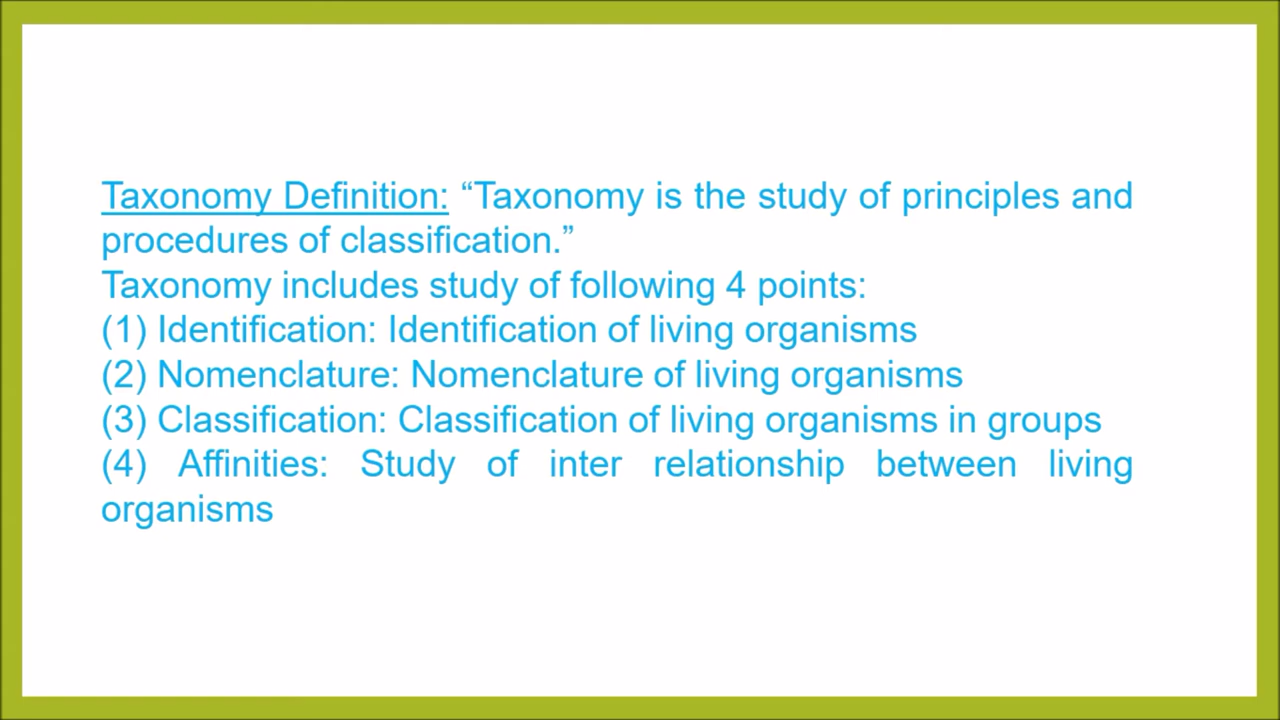 Taxonomy Definition: “Taxonomy is the study of principles and
procedures of classification.”
Taxonomy includes study of following 4 points:
(1) Identification: Identification of living organisms
(2) Nomenclature: Nomenclature of living organisms
(3) Classification: Classification of living organisms in groups
(4) Affinities: Study of inter relationship between living
organisms